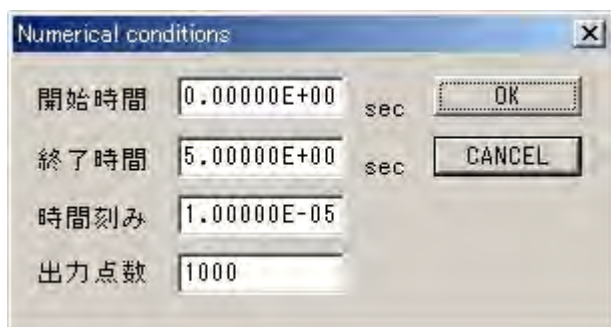 Numerical conditions
開始時間 0.00000E+00 sec OK
終了時間 5.00000E+00 sec CANCEL
時間刻み 1.00000E-05
出力点数 1000